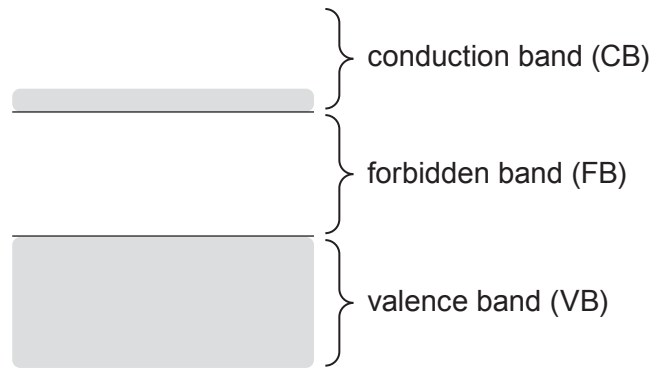 conduction band (CB)
forbidden band (FB)
valence band (VB)